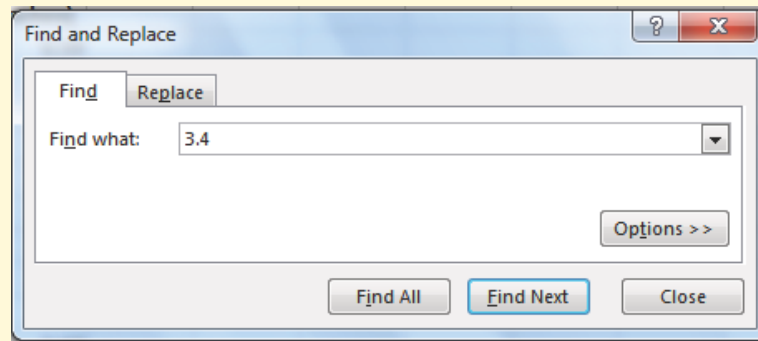 Find and Replace
Find Replace
Find what: 3.4
Options >>
Find All Find Next Close